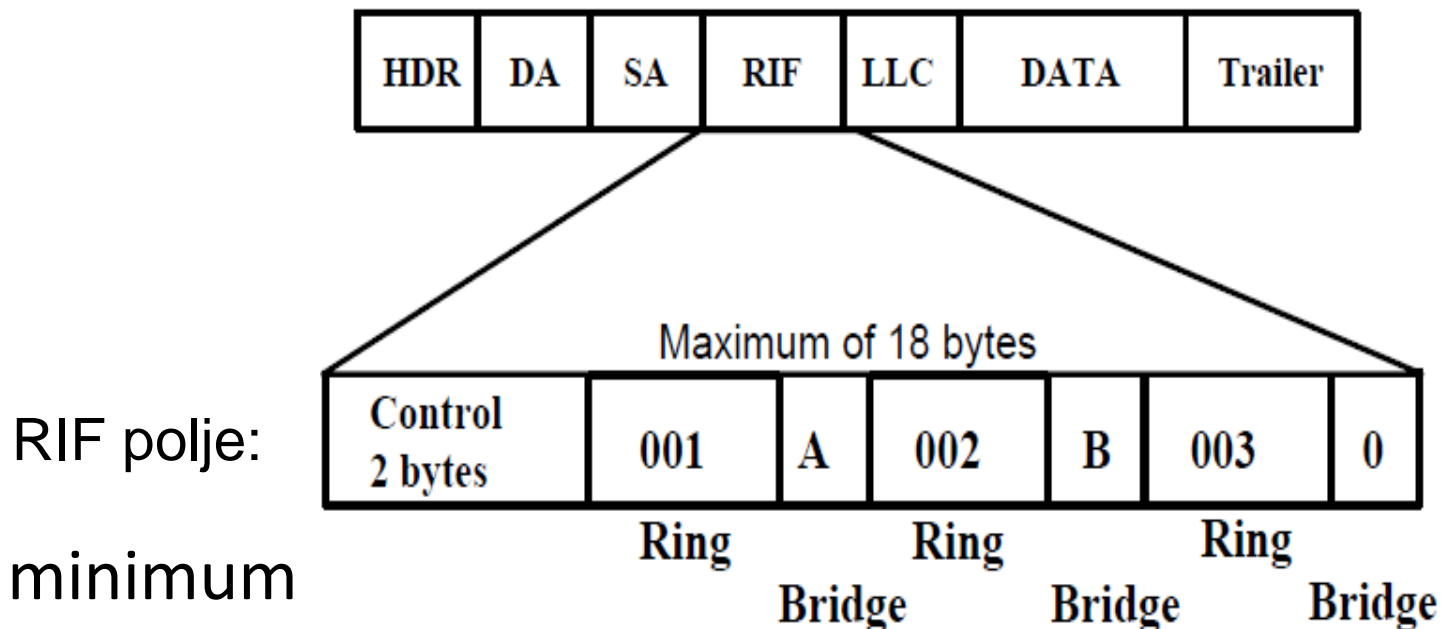 HDR DA SA RIF LLC DATA Trailer
Maximum of 18 bytes
RIF polje:
Control
2 bytes
001 A 002 B 003 0
Ring Ring Ring
minimum
Bridge Bridge Bridge